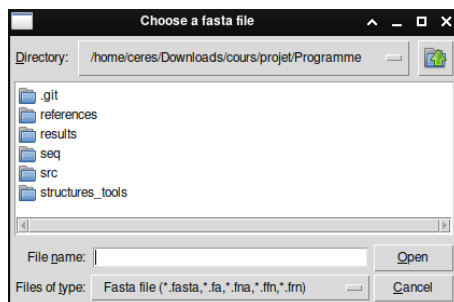 Choose a fasta file
Directory: /home/ceres/Downloads/cours/projet/Programme
.git
references
results
seq
src
structures_tools
File name: Open
Files of type: Fasta file (*.fasta,*.fa,*.fna,*.ffn,*.frn) Cancel